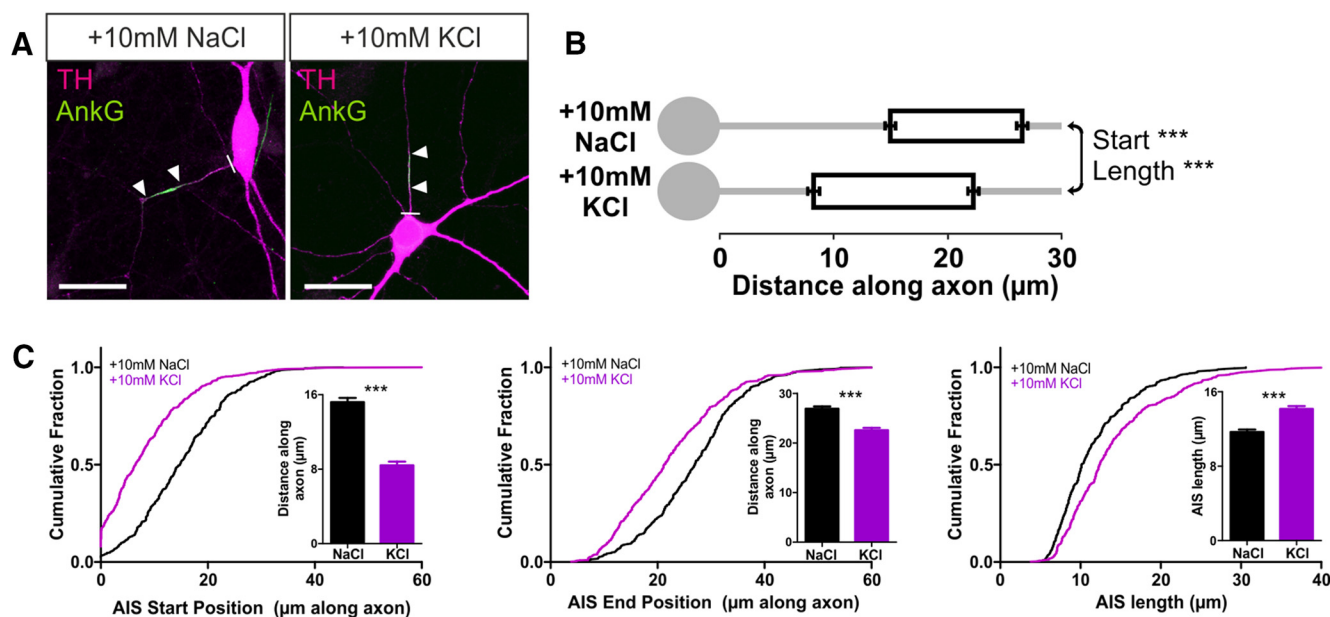 A
+10mM NaCl
+10mM KCl
TH
AnkG
TH
AnkG
B
+10mM
NaCl
+10mM
KCl
Start ***
Length ***
0 10 20 30
Distance along axon (µm)
C
Cumulative Fraction
1.0
0.5
0.0
+10mM NaCl
+10mM KCl
Distance along
axon (µm)
16
8
0
***
NaCl KCl
0 20 40 60
AIS Start Position (µm along axon)
Cumulative Fraction
1.0
0.5
0.0
+10mM NaCl
+10mM KCl
Distance along
axon (µm)
30
20
10
0
***
NaCl KCl
0 20 40 60
AIS End Position (µm along axon)
Cumulative Fraction
1.0
0.5
0.0
+10mM NaCl
+10mM KCl
AIS length (µm)
16
8
0
***
NaCl KCl
0 10 20 30 40
AIS length (µm)